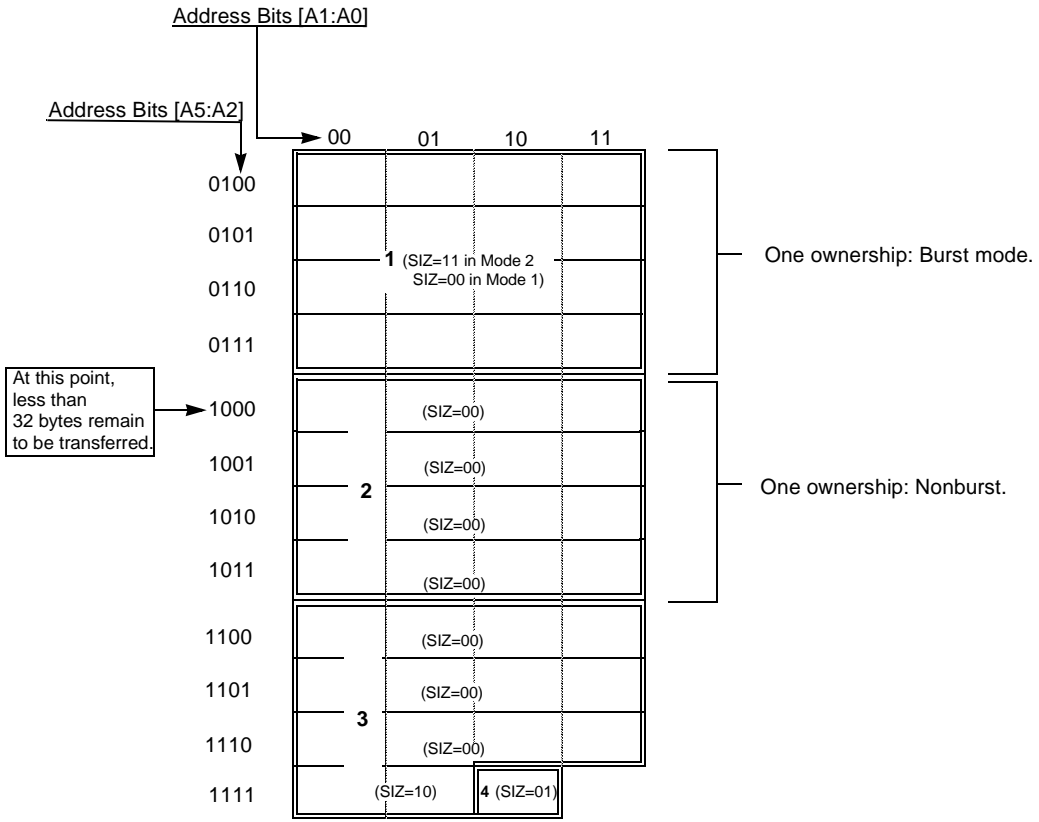 Address Bits [A1:A0]
Address Bits [A5:A2]
00 01 10 11
0100
0101
1 (SIZ=11 in Mode 2
SIZ=00 in Mode 1)
0110
0111
One ownership: Burst mode.
At this point,
less than
32 bytes remain
to be transferred.
1000 (SIZ=00)
1001 (SIZ=00)
2
1010 (SIZ=00)
1011 (SIZ=00)
One ownership: Nonburst.
1100 (SIZ=00)
1101 (SIZ=00)
3
1110 (SIZ=00)
1111 (SIZ=10) 4 (SIZ=01)